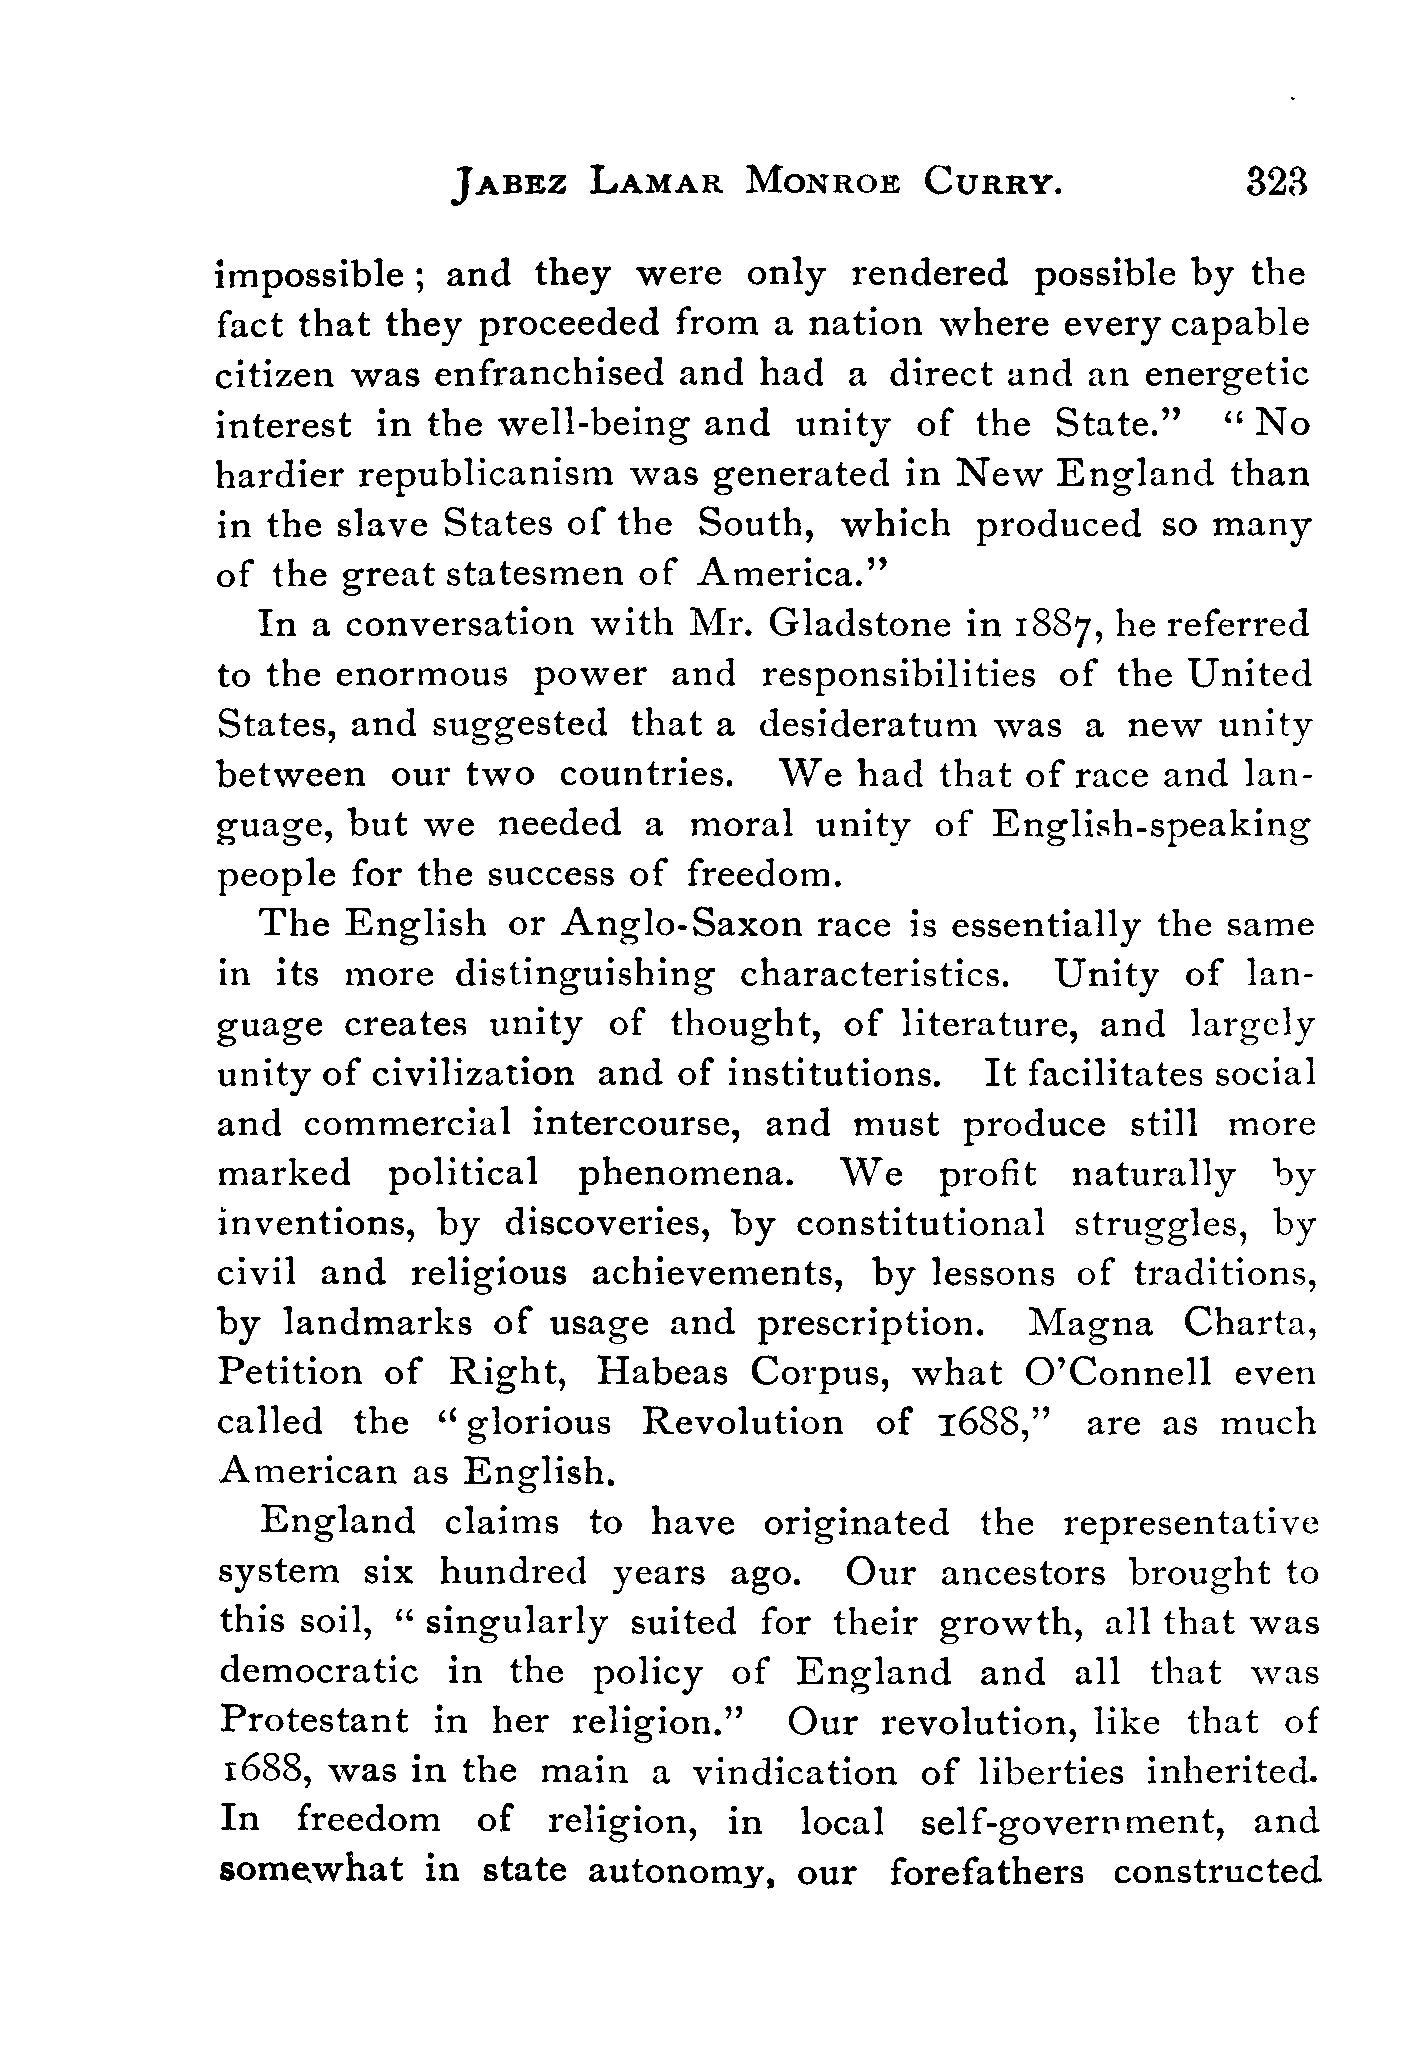 JABEZ LAMAR MONROE CURRY. 323
impossible; and they were only rendered possible by the
fact that they proceeded from a nation where every capable
citizen was enfranchised and had a direct and an energetic
interest in the well-being and unity of the State.” “No
hardier republicanism was generated in New England than
in the slave States of the South, which produced so many
of the great statesmen of America.”
In a conversation with Mr. Gladstone in 1887, he referred
to the enormous power and responsibilities of the United
States, and suggested that a desideratum was a new unity
between our two countries. We had that of race and lan-
guage, but we needed a moral unity of English-speaking
people for the success of freedom.
The English or Anglo-Saxon race is essentially the same
in its more distinguishing characteristics. Unity of lan-
guage creates unity of thought, of literature, and largely
unity of civilization and of institutions. It facilitates social
and commercial intercourse, and must produce still more
marked political phenomena. We profit naturally by
inventions, by discoveries, by constitutional struggles, by
civil and religious achievements, by lessons of traditions,
by landmarks of usage and prescription. Magna Charta,
Petition of Right, Habeas Corpus, what O’Connell even
called the “glorious Revolution of 1688,” are as much
American as English.
England claims to have originated the representative
system six hundred years ago. Our ancestors brought to
this soil, “singularly suited for their growth, all that was
democratic in the policy of England and all that was
Protestant in her religion.” Our revolution, like that of
1688, was in the main a vindication of liberties inherited.
In freedom of religion, in local self-government, and
somewhat in state autonomy, our forefathers constructed